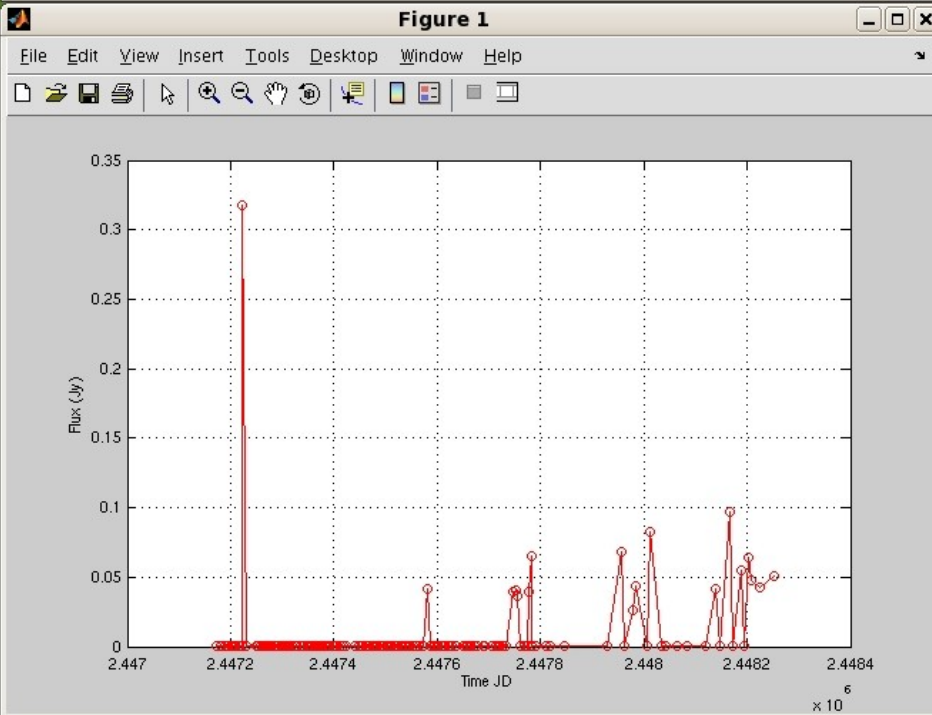 Figure 1
File Edit View Insert Tools Desktop Window Help
0.35
0.3
0.25
0.2
0.15
0.1
0.05
0
Flux (Jy)
2.447 2.4472 2.4474 2.4476 2.4478 2.448 2.4482 2.4484
Time JD
x 10 6